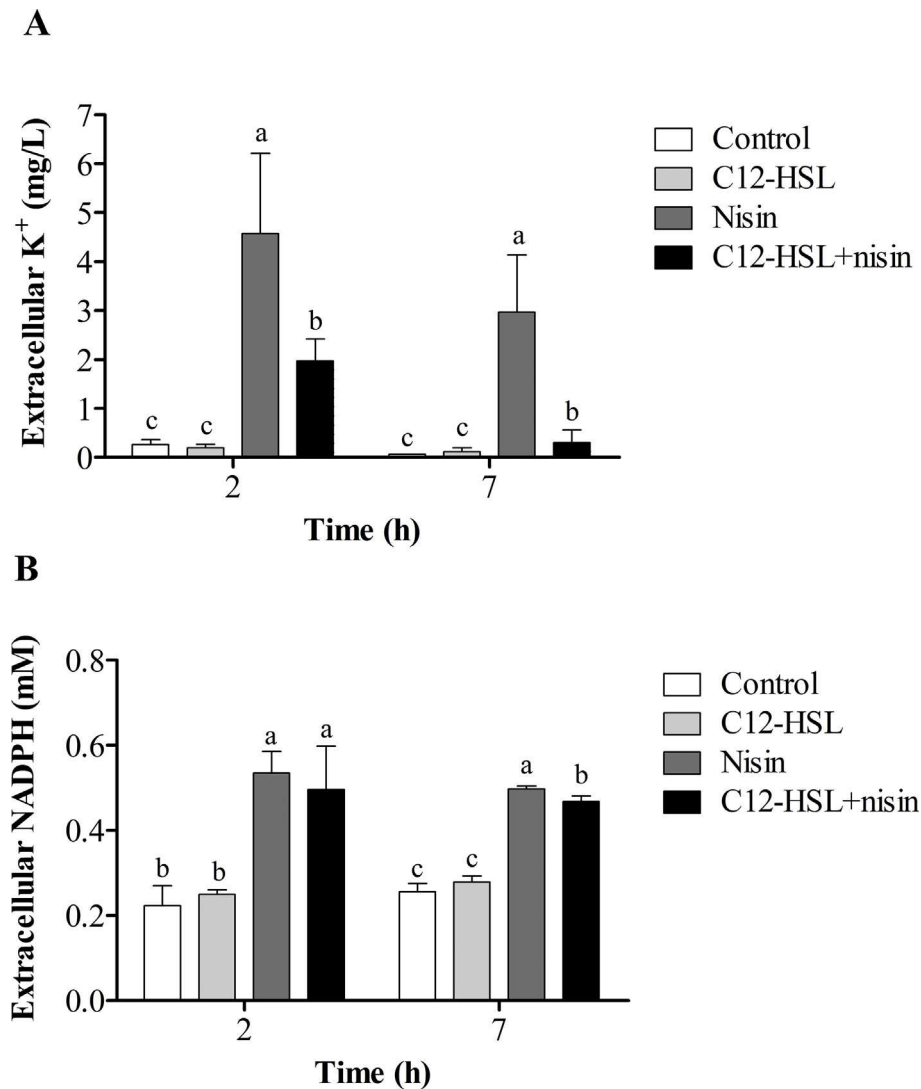 A
Extracellular K+ (mg/L)
7
6
5
4
3
2
1
0
c
c
a
b
c
c
a
b
2
7
Time (h)
Control
C12-HSL
Nisin
C12-HSL+nisin
B
Extracellular NADPH (mM)
0.8
0.6
0.4
0.2
0.0
b
b
a
a
c
c
a
b
2
7
Time (h)
Control
C12-HSL
Nisin
C12-HSL+nisin